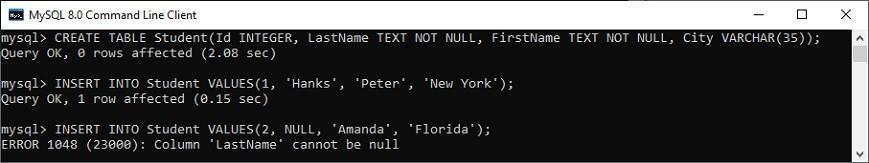 MySQL 8.0 Command Line Client
mysql> CREATE TABLE Student(Id INTEGER, LastName TEXT NOT NULL, FirstName TEXT NOT NULL, City VARCHAR(35));
Query OK, 0 rows affected (2.08 sec)
mysql> INSERT INTO Student VALUES(1, 'Hanks', 'Peter', 'New York');
Query OK, 1 row affected (0.15 sec)
mysql> INSERT INTO Student VALUES(2, NULL, 'Amanda', 'Florida');
ERROR 1048 (23000): Column 'LastName' cannot be null